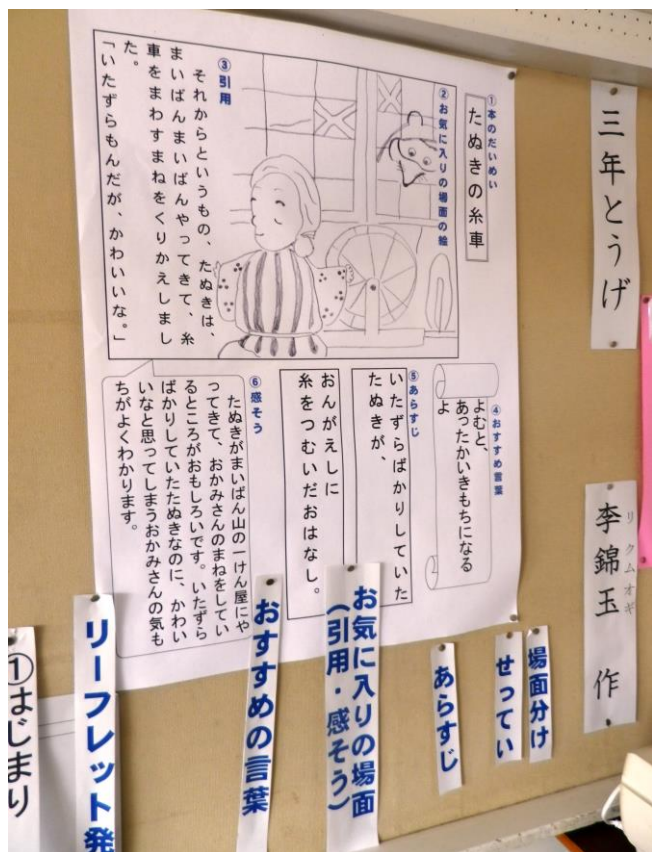 三年とうげ
李錦玉 作
リ クムオギ
①本のだいめい
たぬきの糸車
②お気に入りの場面の絵
③引用
それからというもの、たぬきは、
まいばんまいばんやってきて、糸
車をまわすまねをくりかえしまし
た。
「いたずらもんだが、かわいいな。」
④おすすめ言葉
よむと、
あったかいきもちになる
よ
⑤あらすじ
いたずらばかりしていた
たぬきが、
おんがえしに
糸をつむいだおはなし。
⑥感そう
たぬきがまいばん山の一けん屋にや
ってきて、おかみさんのまねをしてい
るところがおもしろいです。いたずら
ばかりしていたたぬきなのに、かわい
いなと思ってしまうおかみさんの気も
ちがよくわかります。
場面分け
せってい
あらすじ
お気に入りの場面
（引用・感そう）
おすすめの言葉
リーフレット発
①はじまり